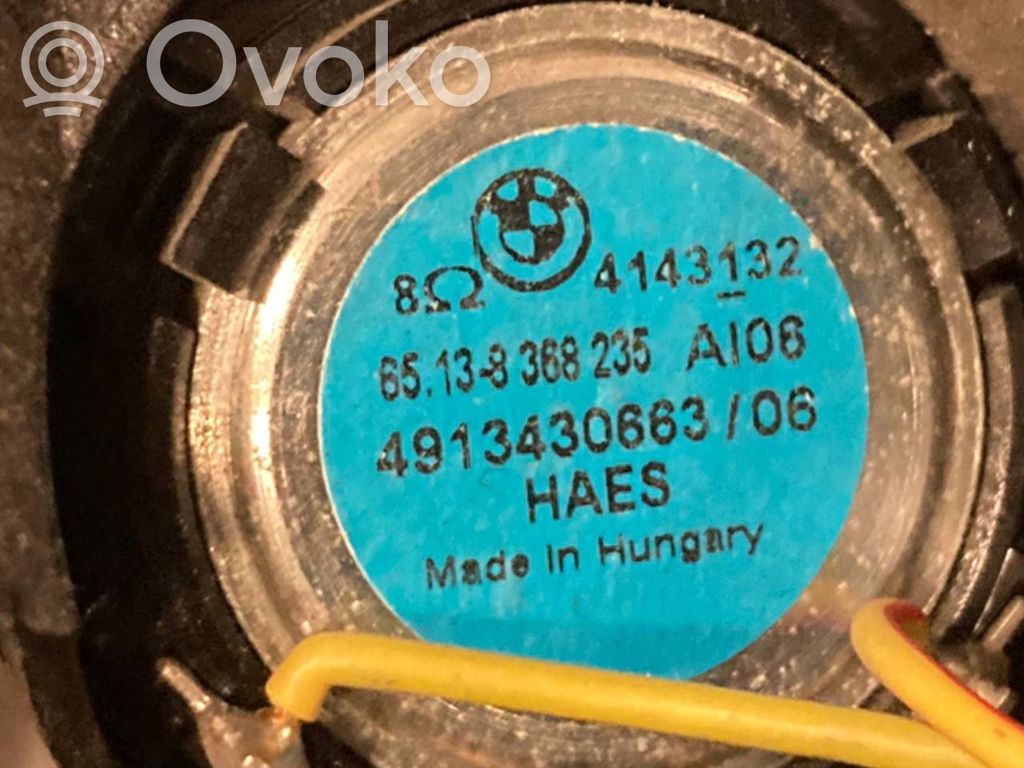 Ovoko
8Ω 4143132
65.13-8 368 235 AI06
4913430663/06
HAES
Made In Hungary